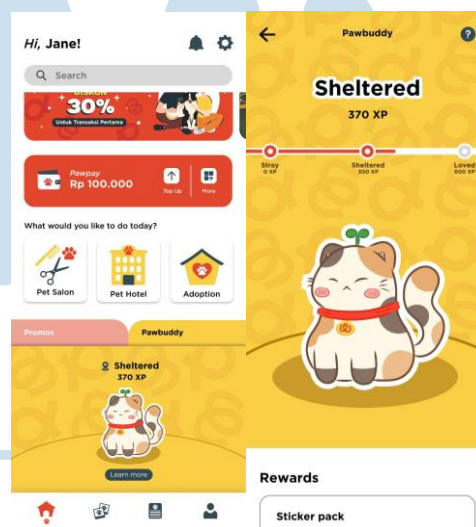 Hi, Jane!
Search
DISKON
30%
Untuk Transaksi Pertama
Pawpay
Rp 100.000
Top Up
More
What would you like to do today?
Pet Salon
Pet Hotel
Adoption
Promos
Pawbuddy
Sheltered
370 XP
Learn more
Pawbuddy
?
Sheltered
370 XP
Stray
0 XP
Sheltered
300 XP
Loved
600 XP
Rewards
Sticker pack